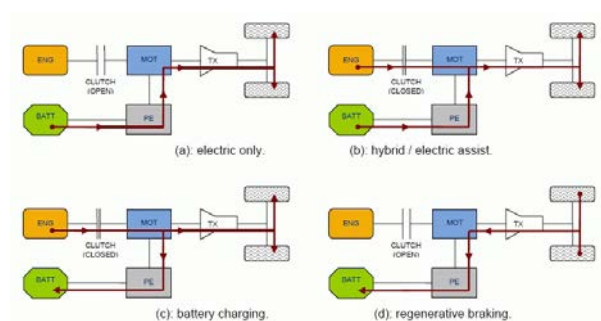 ENG
MOT
TX
CLUTCH
(OPEN)
BATT
PE
(a): electric only.
ENG
MOT
TX
CLUTCH
(CLOSED)
BATT
PE
(b): hybrid / electric assist.
ENG
MOT
TX
CLUTCH
(CLOSED)
BATT
PE
(c): battery charging.
ENG
MOT
TX
CLUTCH
(OPEN)
BATT
PE
(d): regenerative braking.